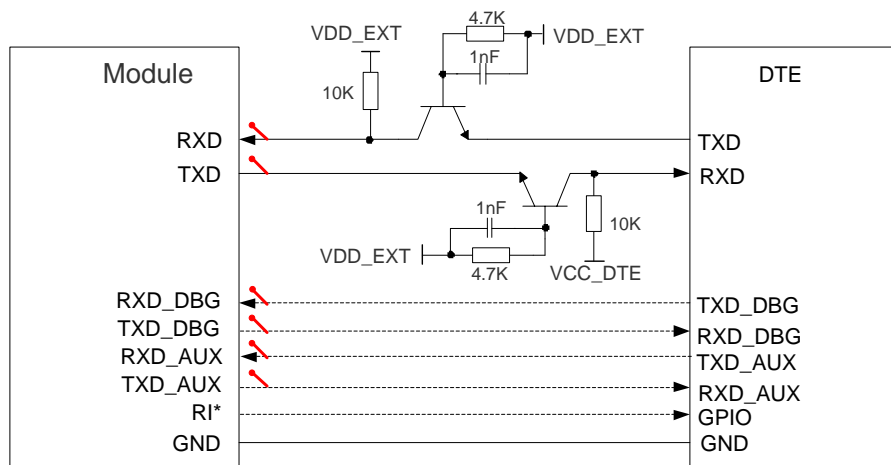 4.7K
VDD_EXT
VDD_EXT
1nF
Module
DTE
10K
RXD
TXD
TXD
RXD
1nF
10K
VDD_EXT
4.7K
VCC_DTE
RXD_DBG
TXD_DBG
TXD_DBG
RXD_DBG
RXD_AUX
TXD_AUX
TXD_AUX
RXD_AUX
RI*
GPIO
GND
GND